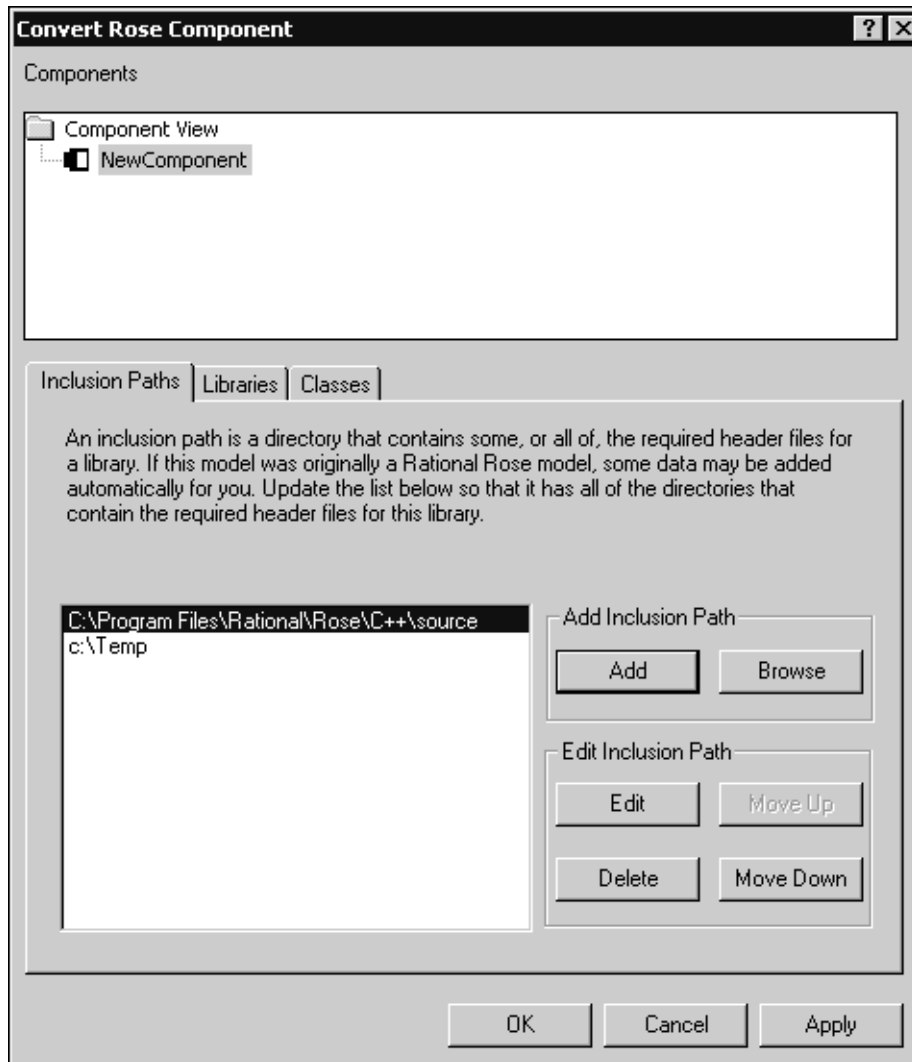 Convert Rose Component
Components
Component View
NewComponent
Inclusion Paths Libraries Classes
An inclusion path is a directory that contains some, or all of, the required header files for
a library. If this model was originally a Rational Rose model, some data may be added
automatically for you. Update the list below so that it has all of the directories that
contain the required header files for this library.
C:\Program Files\Rational\Rose\C++\source
c:\Temp
Add Inclusion Path
Add Browse
Edit Inclusion Path
Edit Move Up
Delete Move Down
OK Cancel Apply